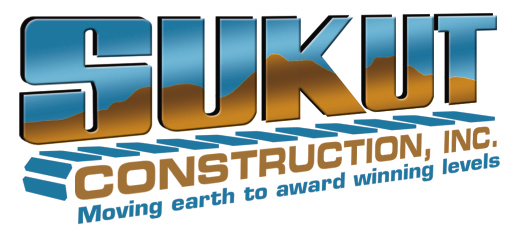 SUKUT
CONSTRUCTION, INC.
Moving earth to award winning levels